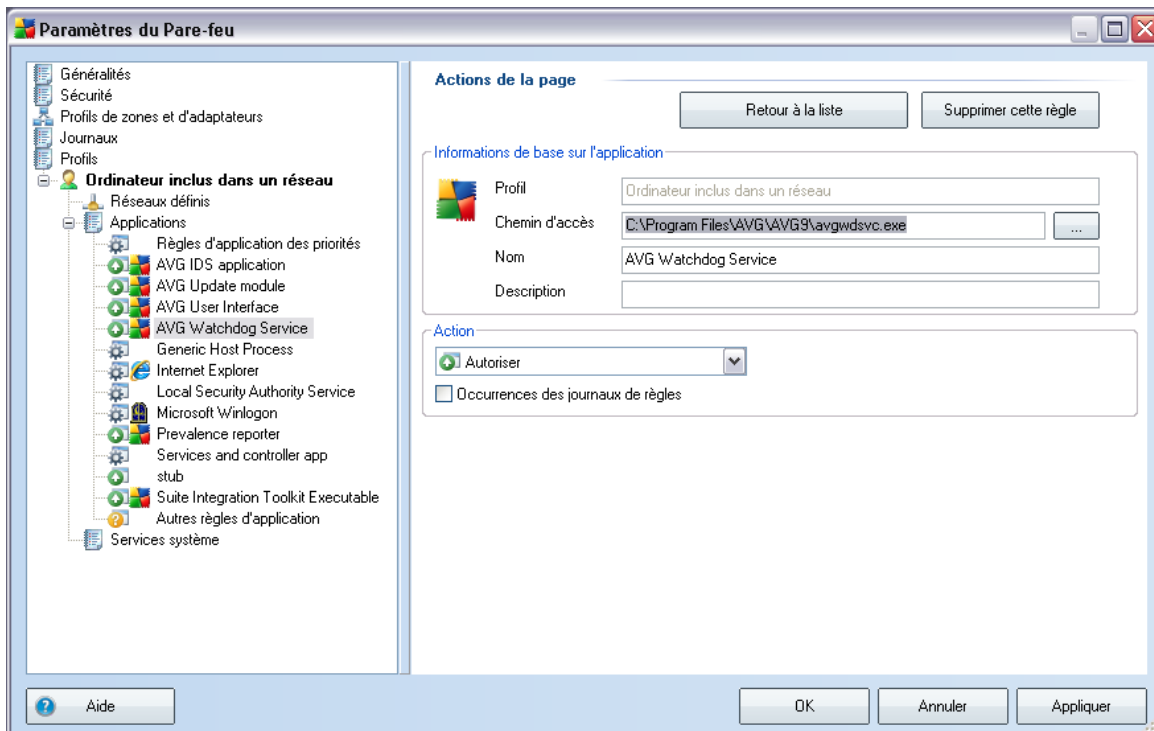 Paramètres du Pare-feu
Généralités
Sécurité
Profils de zones et d'adaptateurs
Journaux
Profils
Ordinateur inclus dans un réseau
Réseaux définis
Applications
Règles d'application des priorités
AVG IDS application
AVG Update module
AVG User Interface
AVG Watchdog Service
Generic Host Process
Internet Explorer
Local Security Authority Service
Microsoft Winlogon
Prevalence reporter
Services and controller app
stub
Suite Integration Toolkit Executable
Autres règles d'application
Services système
Actions de la page
Retour à la liste
Supprimer cette règle
Informations de base sur l'application
Profil
Ordinateur inclus dans un réseau
Chemin d'accès
C:\Program Files\AVG\AVG9\avgwdsvc.exe
...
Nom
AVG Watchdog Service
Description
Action
Autoriser
Occurrences des journaux de règles
Aide
OK
Annuler
Appliquer